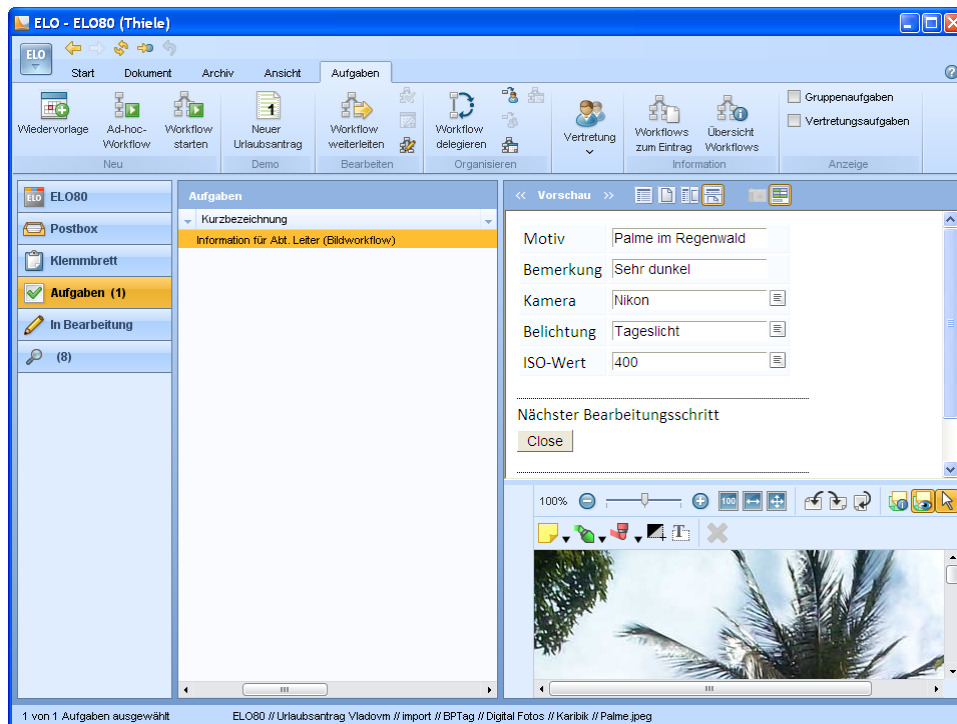 ELO - ELO80 (Thiele)
ELO
Start Dokument Archiv Ansicht Aufgaben
Wiedervorlage
Ad-hoc-
Workflow
Workflow
starten
Neu
1
Neuer
Urlaubsantrag
Demo
Workflow
weiterleiten
Bearbeiten
Workflow
delegieren
Organisieren
Vertretung
Workflows
zum Eintrag
Übersicht
Workflows
Information
Gruppenaufgaben
Vertretungsaufgaben
Anzeige
ELO ELO80
Postbox
Klemmbrett
Aufgaben (1)
In Bearbeitung
(8)
Aufgaben
Kurzbezeichnung
Information für Abt. Leiter (Bildworkflow)
<< Vorschau >>
Motiv Palme im Regenwald
Bemerkung Sehr dunkel
Kamera Nikon
Belichtung Tageslicht
ISO-Wert 400
Nächster Bearbeitungsschritt
Close
100% 100
T
1 von 1 Aufgaben ausgewählt ELO80 // Urlaubsantrag Vladovm // import // BPTag // Digital Fotos // Karibik // Palme.jpeg